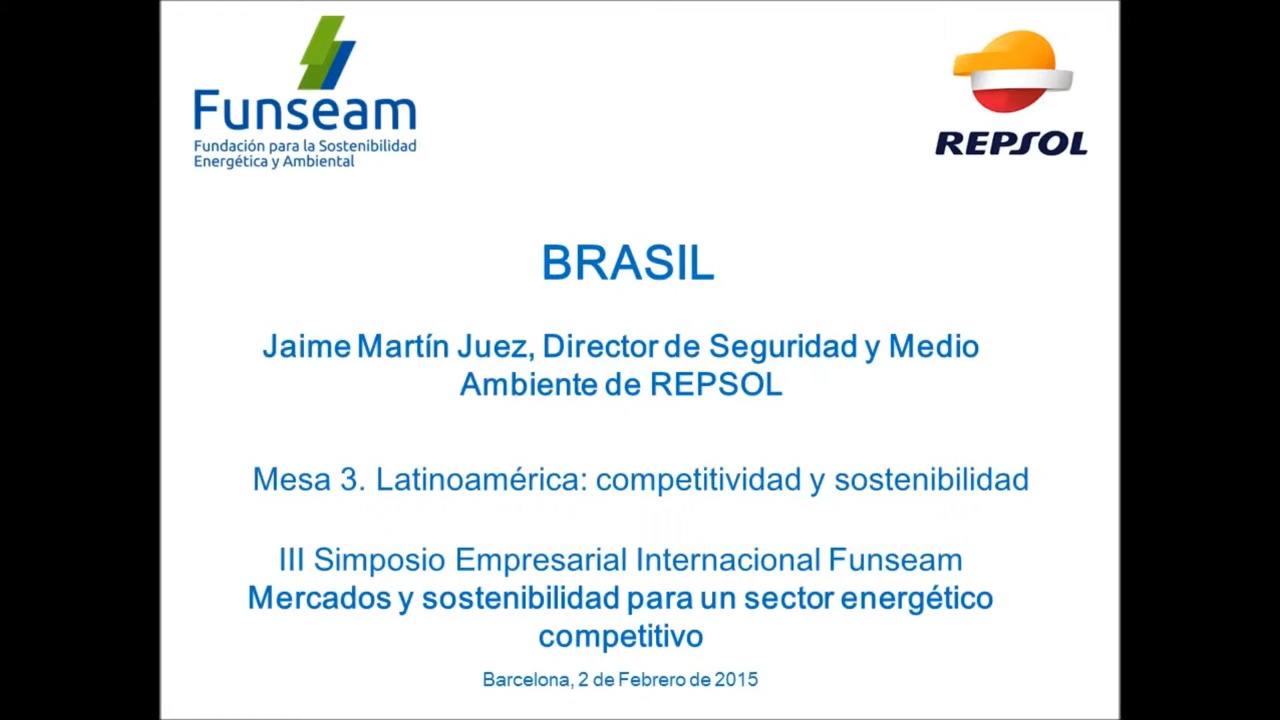 Funseam
Fundación para la Sostenibilidad
Energética y Ambiental
REPSOL
BRASIL
Jaime Martín Juez, Director de Seguridad y Medio
Ambiente de REPSOL
Mesa 3. Latinoamérica: competitividad y sostenibilidad
III Simposio Empresarial Internacional Funseam
Mercados y sostenibilidad para un sector energético
competitivo
Barcelona, 2 de Febrero de 2015